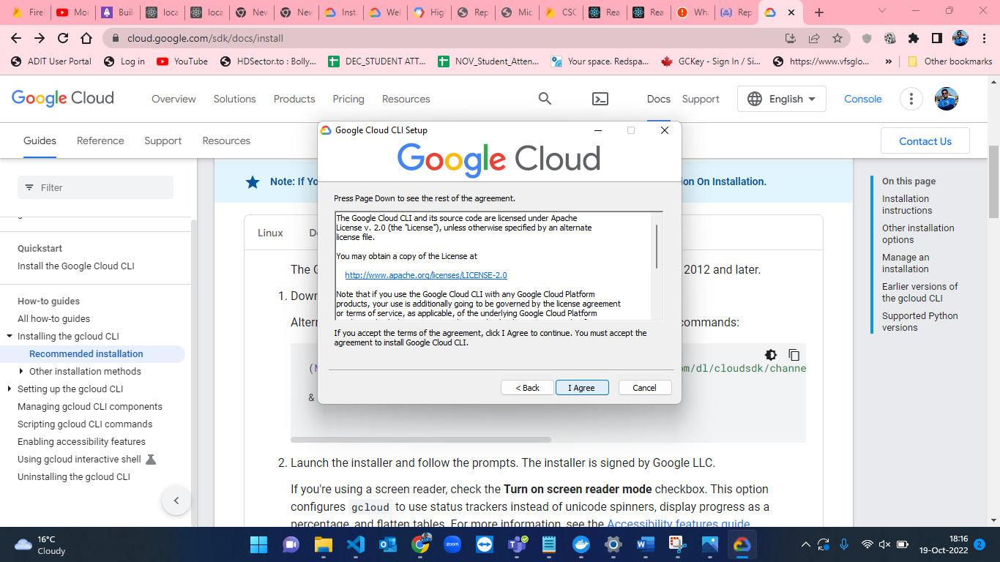 Fire
Mor
Buil
loca
loca
Nev
Nev
Inst
Wel
High
Rep
Mic
CSC
Rea
Rea
Wha
Rep
cloud.google.com/sdk/docs/install
ADIT User Portal
Log in
YouTube
HDSector.to : Bolly...
DEC_STUDENT ATT...
NOV_Student_Atten...
Your space. Redspa...
GCKey - Sign In / Si...
https://www.vfsglo...
»
Other bookmarks
Google Cloud
Overview
Solutions
Products
Pricing
Resources
Docs
Support
English
Console
Guides
Reference
Support
Resources
Contact Us
Filter
Quickstart
Install the Google Cloud CLI
How-to guides
All how-to guides
Installing the gcloud CLI
Recommended installation
Other installation methods
Setting up the gcloud CLI
Managing gcloud CLI components
Scripting gcloud CLI commands
Enabling accessibility features
Using gcloud interactive shell
Uninstalling the gcloud CLI
Note: If Yo
on On Installation.
Linux
De
The G
2012 and later.
1. Down
Altern
commands:
(N
om/dl/cloudsdk/channe
&
2. Launch the installer and follow the prompts. The installer is signed by Google LLC.
If you're using a screen reader, check the Turn on screen reader mode checkbox. This option
configures gcloud to use status trackers instead of unicode spinners, display progress as a
percentage, and flatten tables. For more information, see the Accessibility features guide
Google Cloud CLI Setup
Google Cloud
Press Page Down to see the rest of the agreement.
The Google Cloud CLI and its source code are licensed under Apache
License v. 2.0 (the "License"), unless otherwise specified by an alternate
license file.
You may obtain a copy of the License at
http://www.apache.org/licenses/LICENSE-2.0
Note that if you use the Google Cloud CLI with any Google Cloud Platform
products, your use is additionally going to be governed by the license agreement
or terms of service, as applicable, of the underlying Google Cloud Platform
If you accept the terms of the agreement, click I Agree to continue. You must accept the
agreement to install Google Cloud CLI.
< Back
I Agree
Cancel
On this page
Installation
instructions
Other installation
options
Manage an
installation
Earlier versions of
the gcloud CLI
Supported Python
versions
16°C
Cloudy
zoom
18:16
19-Oct-2022
2